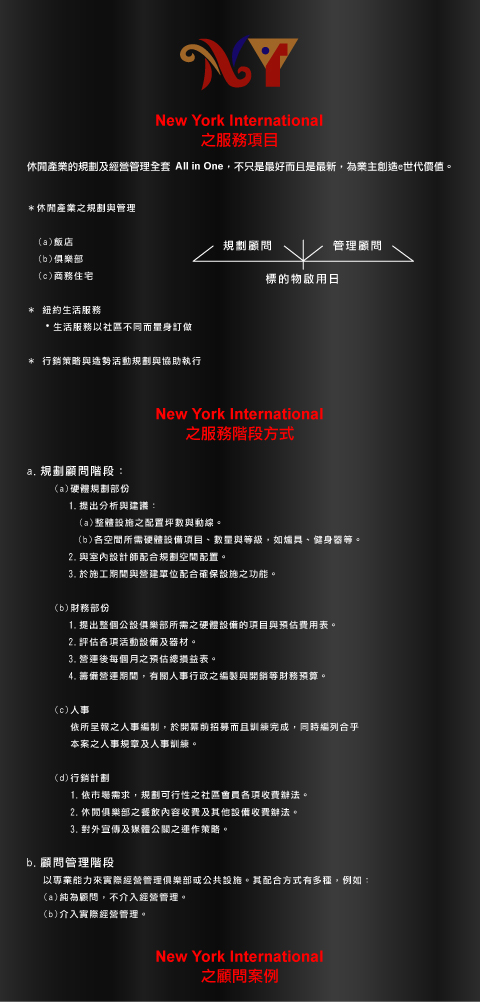 NY
New York International
之服務項目
休閒產業的規劃及經營管理全套 All in One，不只是最好而且是最新，為業主創造e世代價值。
＊休閒產業之規劃與管理
(a)飯店
(b)俱樂部
(c)商務住宅
規劃顧問 管理顧問
標的物啟用日
＊ 紐約生活服務
•生活服務以社區不同而量身訂做
＊ 行銷策略與造勢活動規劃與協助執行
New York International
之服務階段方式
a. 規劃顧問階段：
(a)硬體規劃部份
1.提出分析與建議：
(a)整體設施之配置坪數與動線。
(b)各空間所需硬體設備項目、數量與等級，如爐具、健身器等。
2.與室內設計師配合規劃空間配置。
3.於施工期間與營建單位配合確保設施之功能。
(b)財務部份
1.提出整個公設俱樂部所需之硬體設備的項目與預估費用表。
2.評估各項活動設備及器材。
3.營運後每個月之預估總損益表。
4.籌備營運期間，有關人事行政之編製與開銷等財務預算。
(c)人事
依所呈報之人事編制，於開幕前招募而且訓練完成，同時編列合乎
本案之人事規章及人事訓練。
(d)行銷計劃
1.依市場需求，規劃可行性之社區會員各項收費辦法。
2.休閒俱樂部之餐飲內容收費及其他設備收費辦法。
3.對外宣傳及媒體公關之運作策略。
b. 顧問管理階段
以專業能力來實際經營管理俱樂部或公共設施。其配合方式有多種，例如：
(a)純為顧問，不介入經營管理。
(b)介入實際經營管理。
New York International
之顧問案例